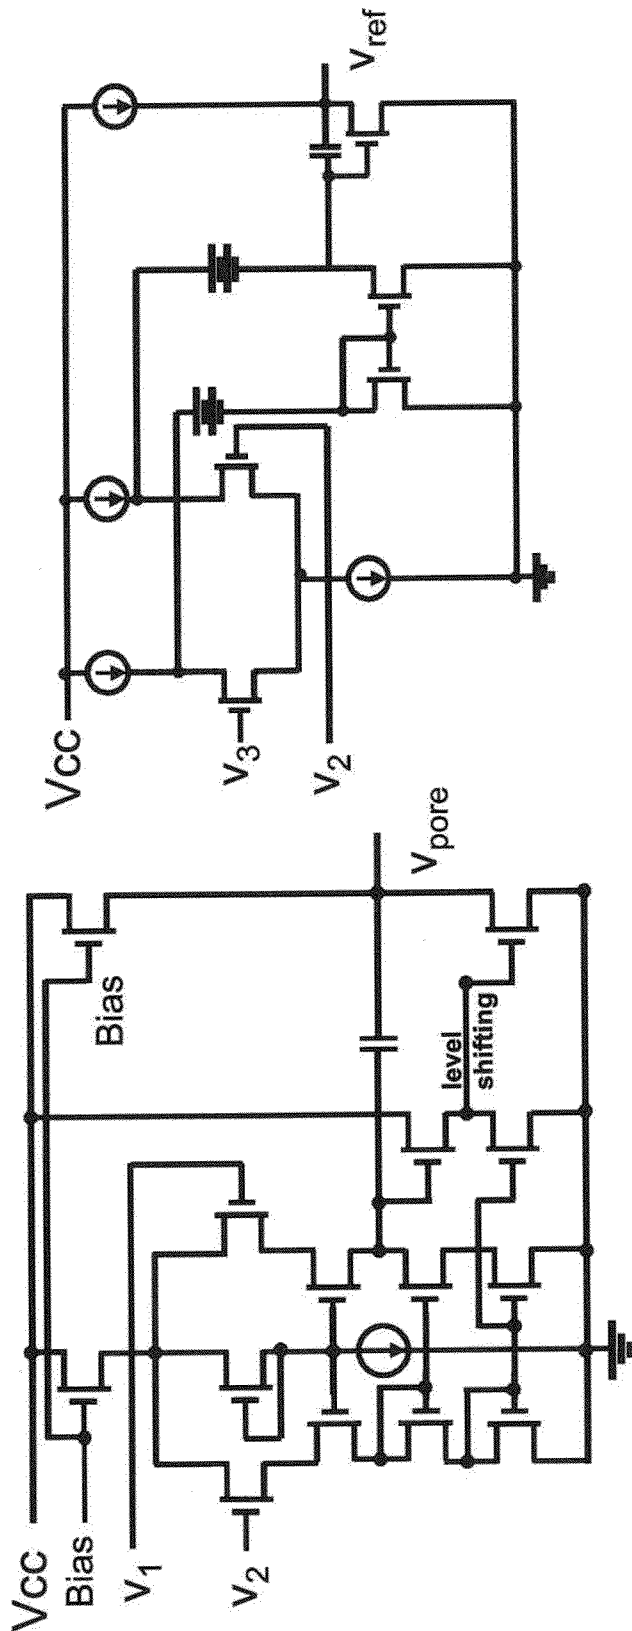 Vcc
Bias
v1
v2
Bias
level
shifting
vpore
Vcc
v3
v2
vref